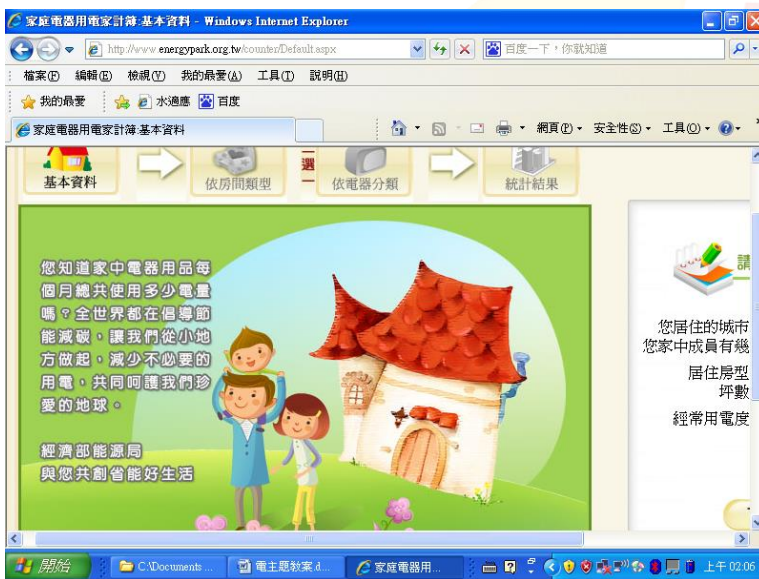 家庭電器用電家計簿-基本資料 - Windows Internet Explorer
http://www.energypark.org.tw/counter/Default.aspx
百度一下，你就知道
檔案(F) 編輯(E) 檢視(V) 我的最愛(A) 工具(T) 說明(H)
我的最愛 水適應 百度
家庭電器用電家計簿-基本資料
網頁(P) 安全性(S) 工具(O)
基本資料
依房間類型
二選一
依電器分類
統計結果
您知道家中電器用品每
個月總共使用多少電量
嗎？全世界都在倡導節
能減碳，讓我們從小地
方做起，減少不必要的
用電，共同呵護我們珍
愛的地球。
經濟部能源局
與您共創省能好生活
請
您居住的城市
您家中成員有幾
居住房型
坪數
經常用電度
開始
C:\Documents ...
電主題教案.d...
家庭電器用...
上午 02:06